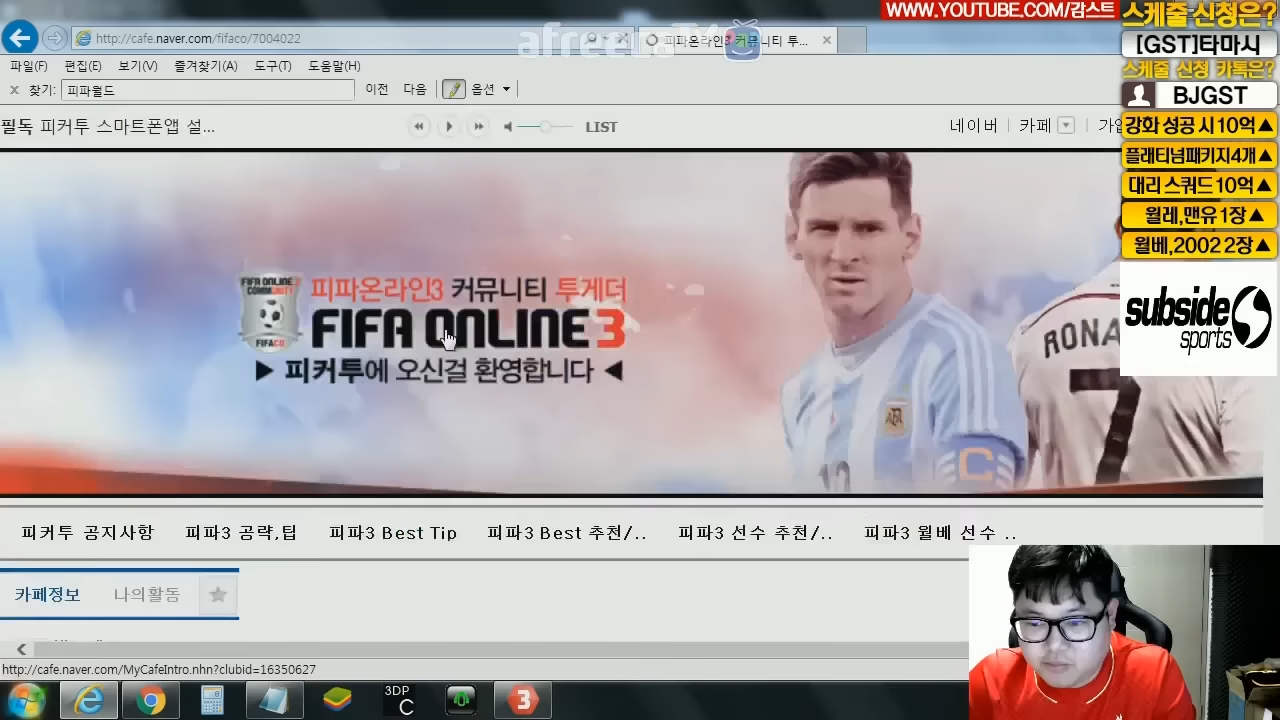 WWW.YOUTUBE.COM/감스트
스케줄 신청은?
http://cafe.naver.com/fifaco/7004022
afreeca
피파온라인3 커뮤니티 투...
[GST]타마시
파일(F) 편집(E) 보기(V) 즐겨찾기(A) 도구(T) 도움말(H)
스케줄 신청 카톡은?
찾기: 피파월드 이전 다음 옵션
BJGST
필독 피커투 스마트폰앱 설...
LIST
네이버 카페
강화 성공 시 10억▲
플래티넘패키지4개▲
대리 스쿼드 10억▲
월레,맨유 1장▲
월베,2002 2장▲
FIFA ONLINE
COMMUNITY
FIFACO
피파온라인3 커뮤니티 투게더
FIFA ONLINE 3
▶ 피커투에 오신걸 환영합니다 ◀
AFA
C
RONA
7
subside
sports
피커투 공지사항 피파3 공략,팁 피파3 Best Tip 피파3 Best 추천/.. 피파3 선수 추천/.. 피파3 월베 선수 ..
카페정보 나의활동
http://cafe.naver.com/MyCafeIntro.nhn?clubid=16350627
3DP
C
3